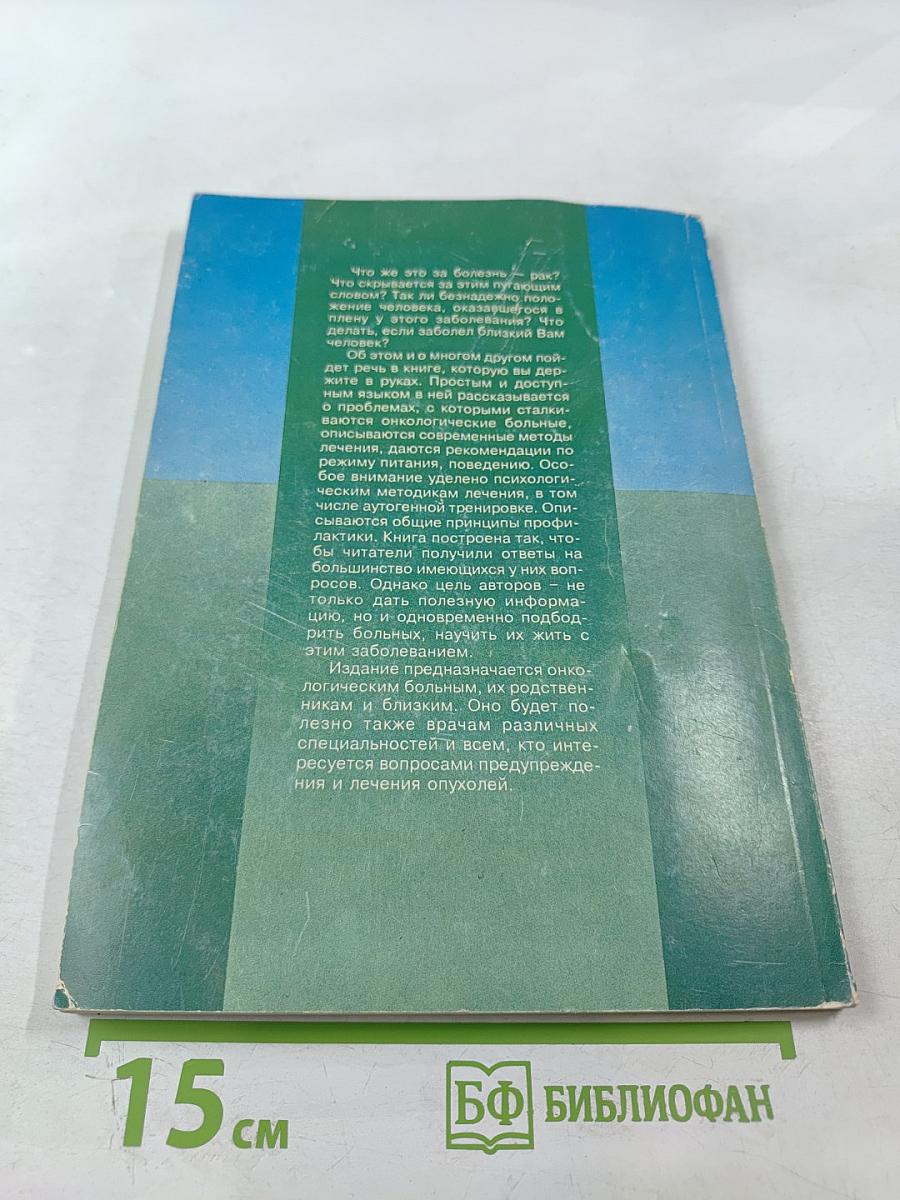 Что же это за болезнь — рак?
Что скрывается за этим пугающим
словом? Так ли безнадежно поло-
жение человека, оказавшегося в
плену у этого заболевания? Что
делать, если заболел близкий Вам
человек?
Об этом и о многом другом пой-
дет речь в книге, которую вы дер-
жите в руках. Простым и доступ-
ным языком в ней рассказывается
о проблемах, с которыми сталки-
ваются онкологические больные,
описываются современные методы
лечения, даются рекомендации по
режиму питания, поведению. Осо-
бое внимание уделено психологи-
ческим методикам лечения, в том
числе аутогенной тренировке. Опи-
сываются общие принципы профи-
лактики. Книга построена так, что-
бы читатели получили ответы на
большинство имеющихся у них воп-
росов. Однако цель авторов — не
только дать полезную информа-
цию, но и одновременно подбод-
рить больных, научить их жить с
этим заболеванием.
Издание предназначается онко-
логическим больным, их родствен-
никам и близким. Оно будет по-
лезно также врачам различных
специальностей и всем, кто инте-
ресуется вопросами предупрежде-
ния и лечения опухолей.
15 см
БФ БИБЛИОФАН